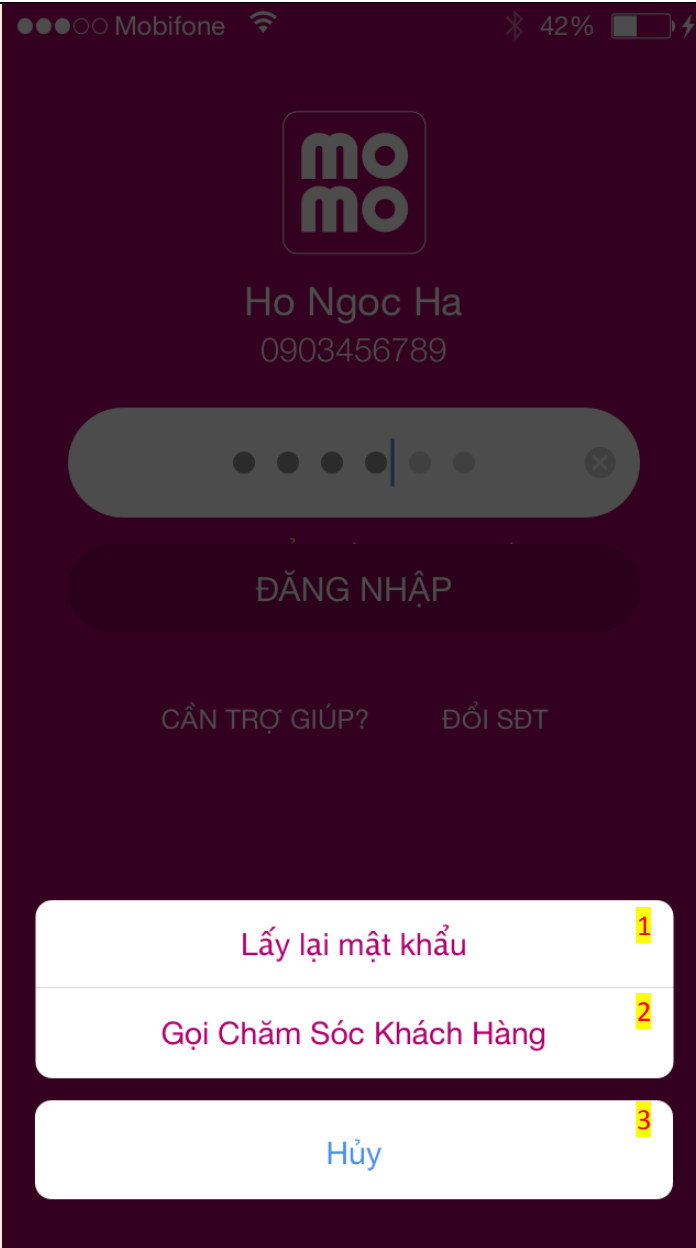 Mobifone 42%
mo
mo
Ho Ngoc Ha
0903456789
ĐĂNG NHẬP
CẦN TRỢ GIÚP? ĐỔI SĐT
Lấy lại mật khẩu 1
Gọi Chăm Sóc Khách Hàng 2
Hủy 3